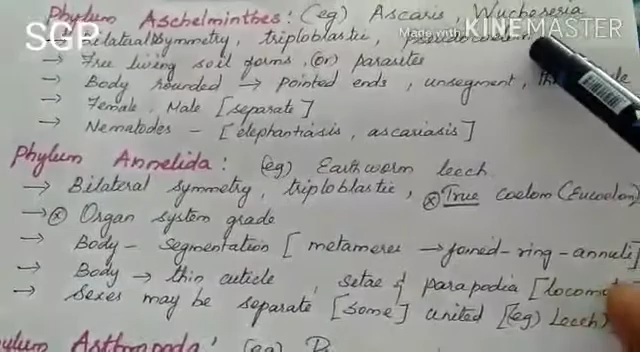 Phylum Aschelminthes: (eg) Ascaris, Wuchereria
SGP
Made with KINEMASTER
Bilateral symmetry, triploblastic,
→ Free living soil forms (or) parasites
→ Body rounded → pointed ends, unsegment,
→ Female, Male [separate]
→ Nematodes - [elephantiasis, ascariasis]
Phylum Annelida: (eg) Earthworm leech
→ Bilateral symmetry, triploblastic, ⊗ True coelom (Eucoelom)
→ ⊗ Organ system grade
→ Body - segmentation [metameres → joined-ring-annuli]
→ Body → thin cuticle, setae & parapodia
→ Sexes may be separate [some] united [(eg) Leech]
(eg)